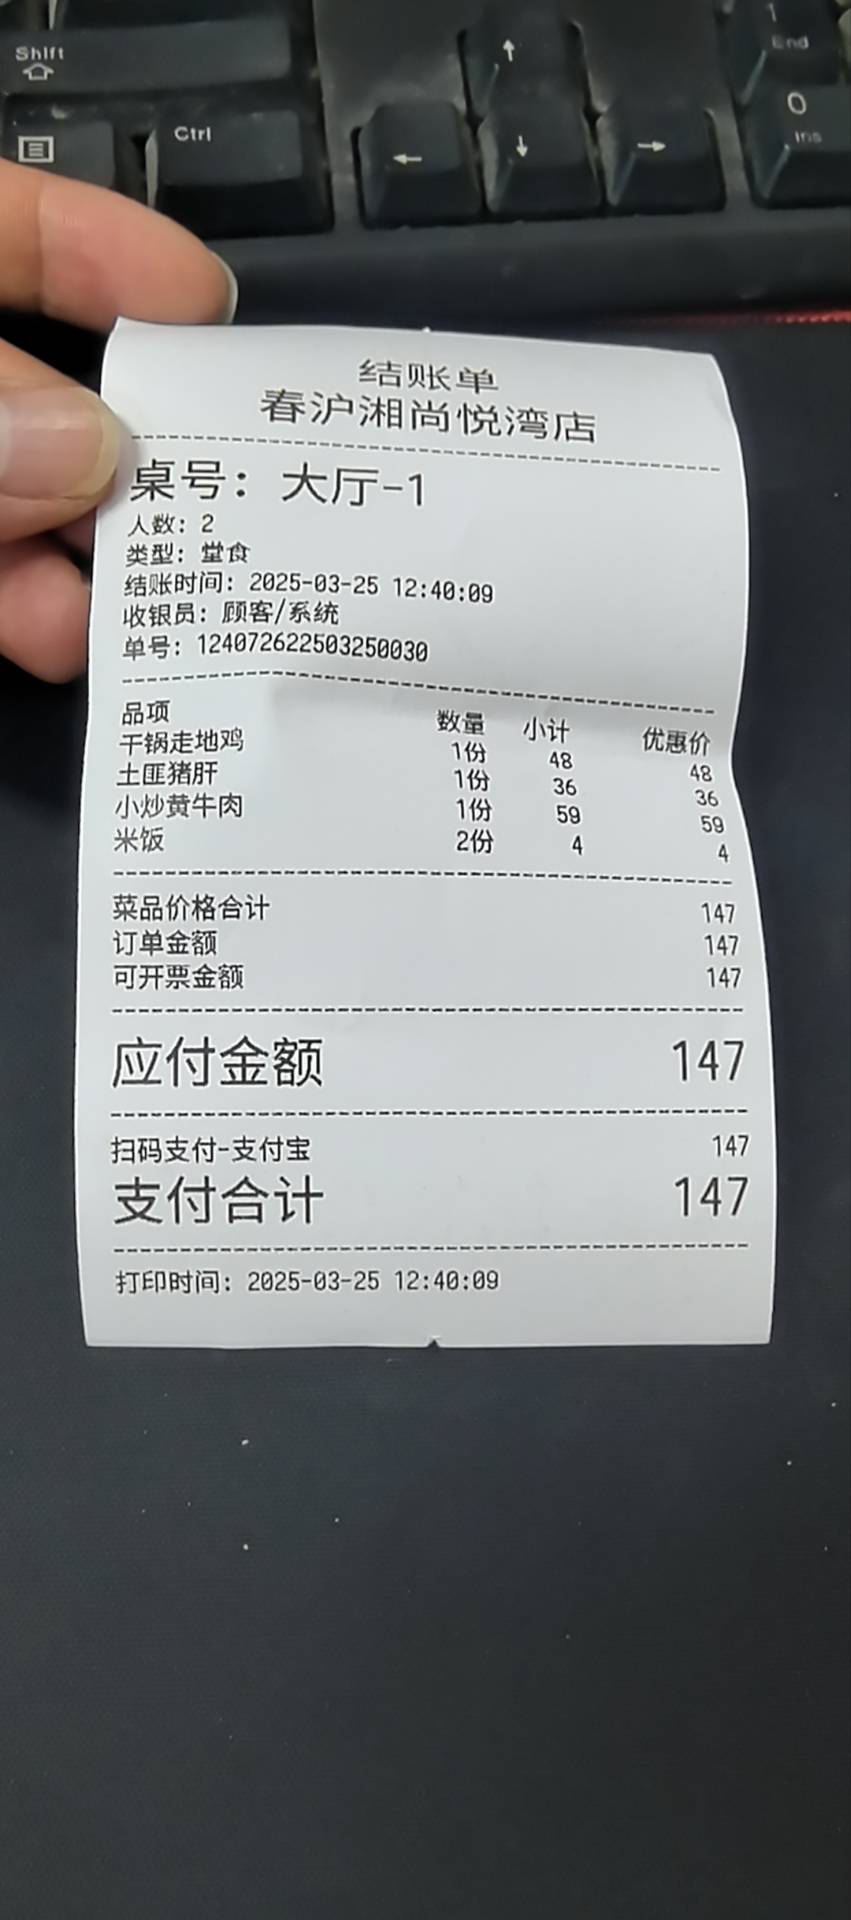 Shift
Ctrl
1
End
0
Ins
结账单
春沪湘尚悦湾店
桌号：大厅-1
人数：2
类型：堂食
结账时间：2025-03-25 12:40:09
收银员：顾客/系统
单号：124072622503250030
品项 数量 小计 优惠价
干锅走地鸡 1份 48 48
土匪猪肝 1份 36 36
小炒黄牛肉 1份 59 59
米饭 2份 4 4
菜品价格合计 147
订单金额 147
可开票金额 147
应付金额 147
扫码支付-支付宝 147
支付合计 147
打印时间：2025-03-25 12:40:09